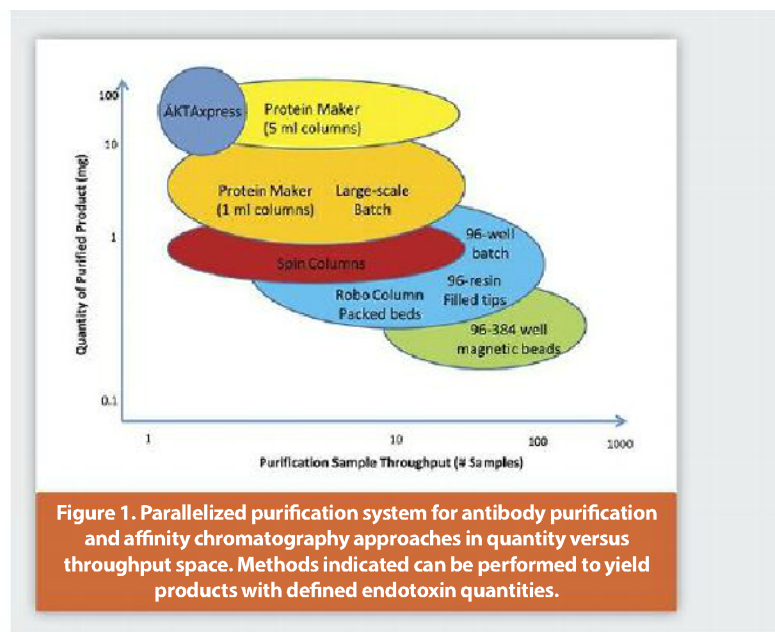 100
10
1
0.1
Quantity of Purified Product (mg)
ÄKTAxpress
Protein Maker
(5 ml columns)
Protein Maker
(1 ml columns)
Large-scale
Batch
Spin Columns
96-well
batch
96-resin
Filled tips
Robo Column
Packed beds
96-384 well
magnetic beads
1
10
100
1000
Purification Sample Throughput (# Samples)
Figure 1. Parallelized purification system for antibody purification
and affinity chromatography approaches in quantity versus
throughput space. Methods indicated can be performed to yield
products with defined endotoxin quantities.